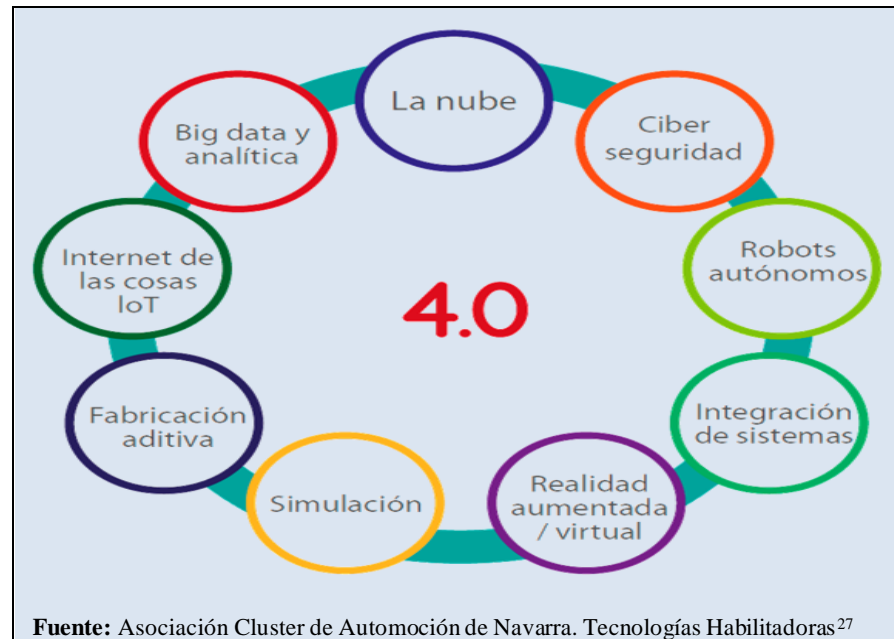 La nube
Ciber
seguridad
Robots
autónomos
Integración
de sistemas
Realidad
aumentada
/ virtual
Simulación
Fabricación
aditiva
Internet de
las cosas
IoT
Big data y
analítica
4.0
Fuente: Asociación Cluster de Automoción de Navarra. Tecnologías Habilitadoras²⁷